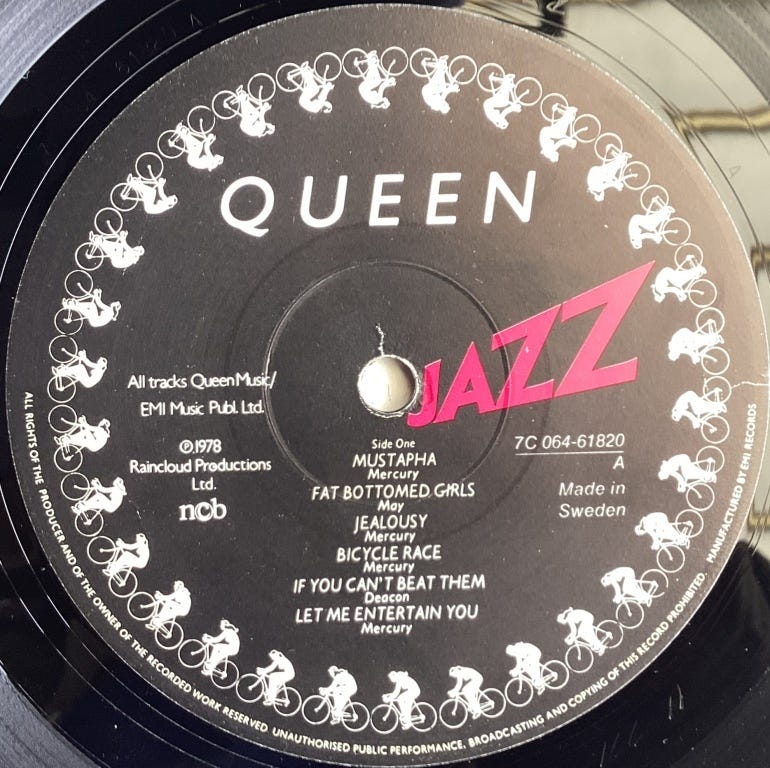 QUEEN
JAZZ
All tracks Queen Music/
EMI Music Publ. Ltd.
℗1978
Raincloud Productions
Ltd.
ncb
7C 064-61820
A
Made in
Sweden
Side One
MUSTAPHA
Mercury
FAT BOTTOMED GIRLS
May
JEALOUSY
Mercury
BICYCLE RACE
Mercury
IF YOU CAN'T BEAT THEM
Deacon
LET ME ENTERTAIN YOU
Mercury
ALL RIGHTS OF THE PRODUCER AND OF THE OWNER OF THE RECORDED WORK RESERVED. UNAUTHORISED PUBLIC PERFORMANCE, BROADCASTING AND COPYING OF THIS RECORD PROHIBITED. MANUFACTURED BY EMI RECORDS